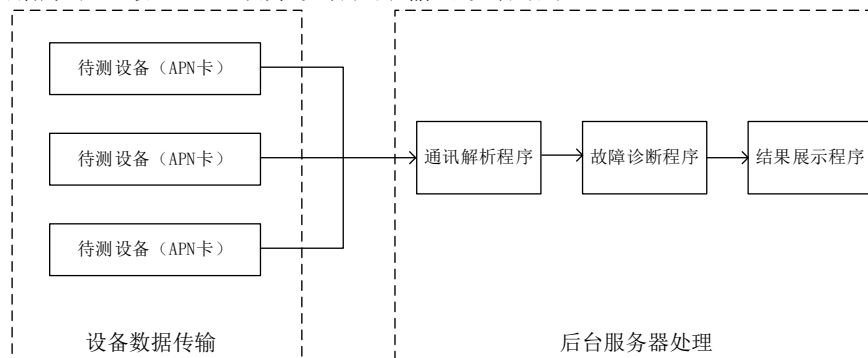 待测设备（APN卡）
待测设备（APN卡）
待测设备（APN卡）
设备数据传输
通讯解析程序
故障诊断程序
结果展示程序
后台服务器处理